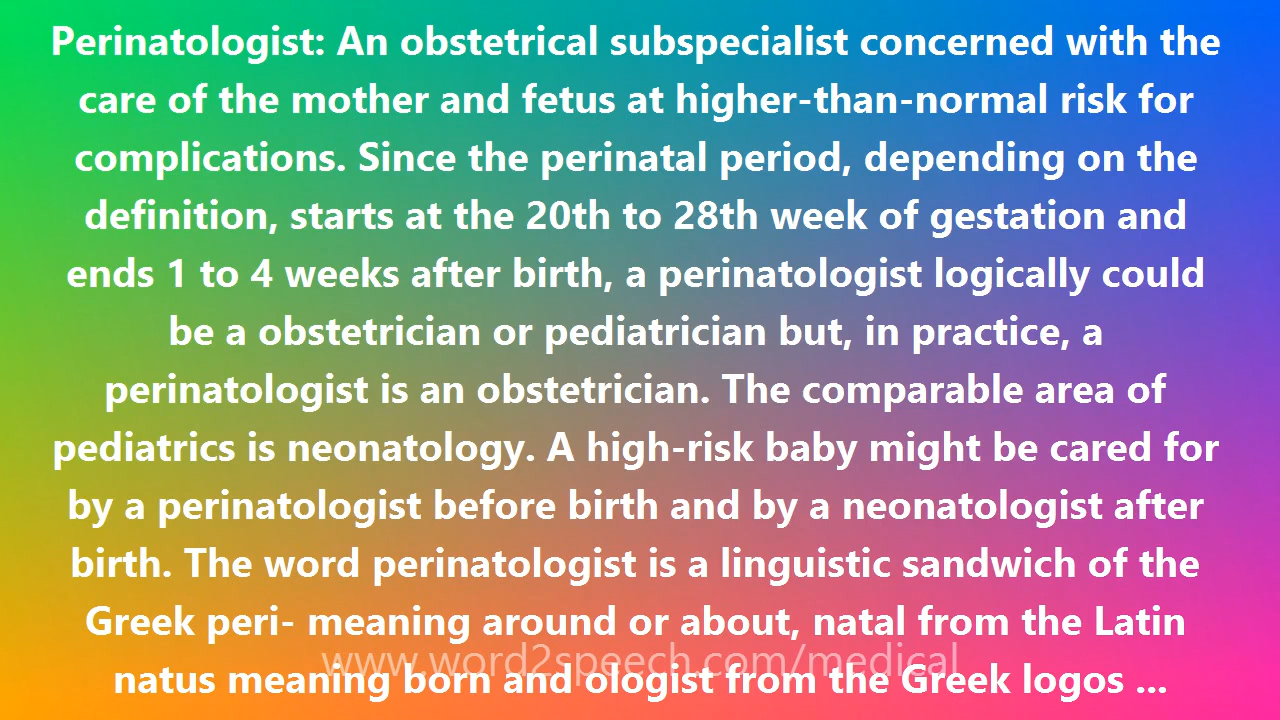 Perinatologist: An obstetrical subspecialist concerned with the
care of the mother and fetus at higher-than-normal risk for
complications. Since the perinatal period, depending on the
definition, starts at the 20th to 28th week of gestation and
ends 1 to 4 weeks after birth, a perinatologist logically could
be a obstetrician or pediatrician but, in practice, a
perinatologist is an obstetrician. The comparable area of
pediatrics is neonatology. A high-risk baby might be cared for
by a perinatologist before birth and by a neonatologist after
birth. The word perinatologist is a linguistic sandwich of the
Greek peri- meaning around or about, natal from the Latin
www.word2speech.com/medical
natus meaning born and ologist from the Greek logos ...